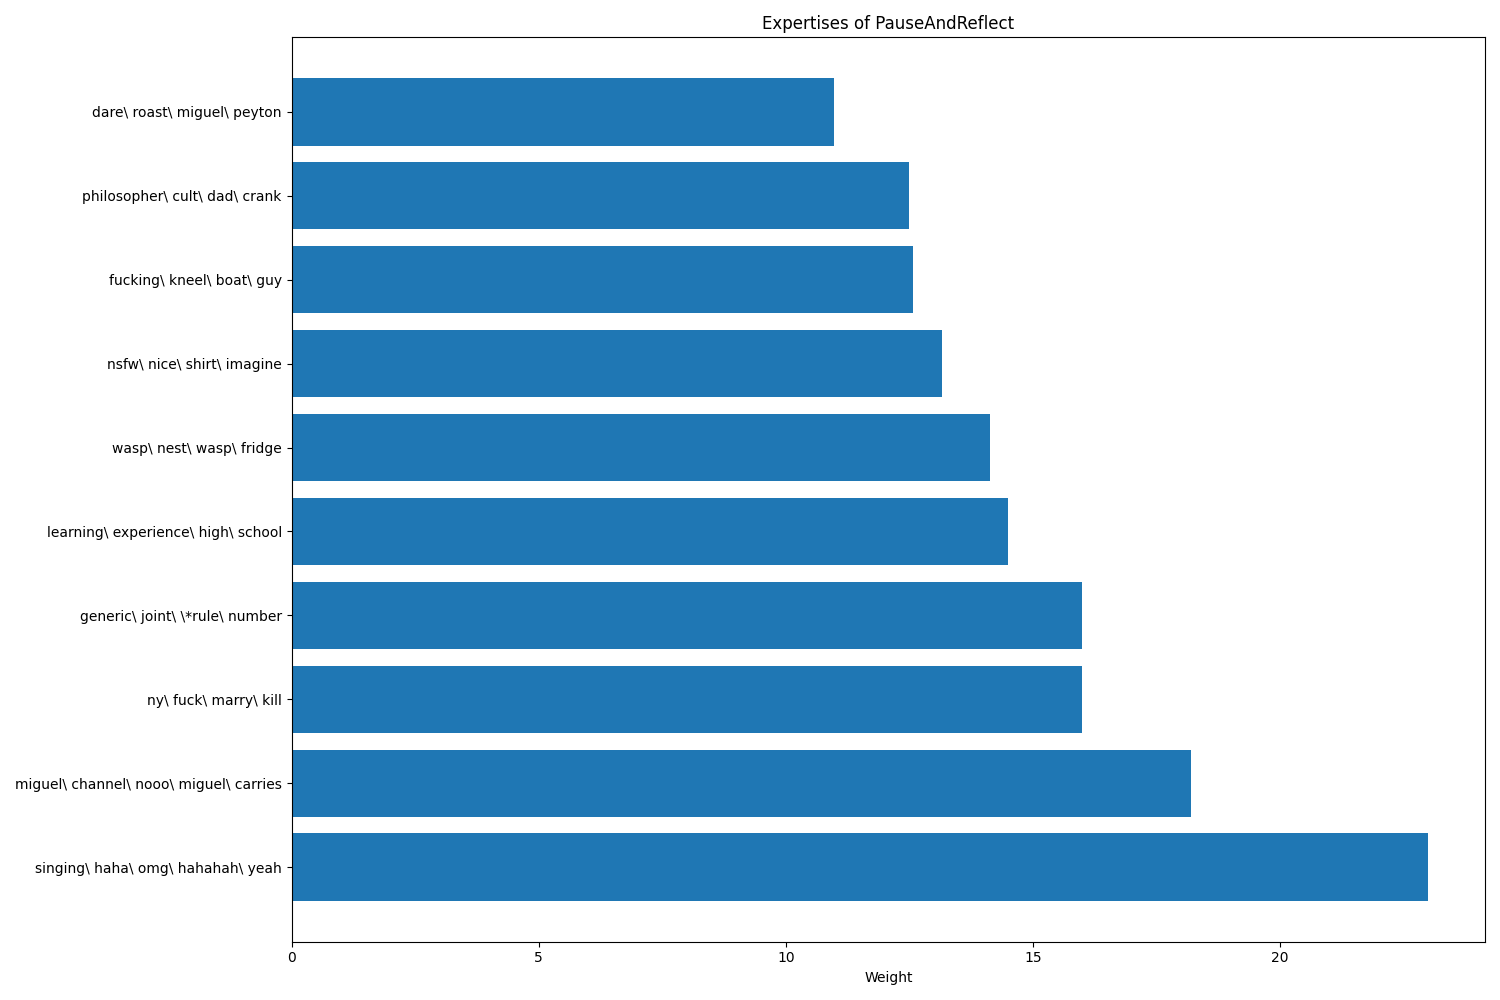 Expertises of PauseAndReflect
dare\ roast\ miguel\ peyton
philosopher\ cult\ dad\ crank
fucking\ kneel\ boat\ guy
nsfw\ nice\ shirt\ imagine
wasp\ nest\ wasp\ fridge
learning\ experience\ high\ school
generic\ joint\ \*rule\ number
ny\ fuck\ marry\ kill
miguel\ channel\ nooo\ miguel\ carries
singing\ haha\ omg\ hahahah\ yeah
0 5 10 15 20
Weight